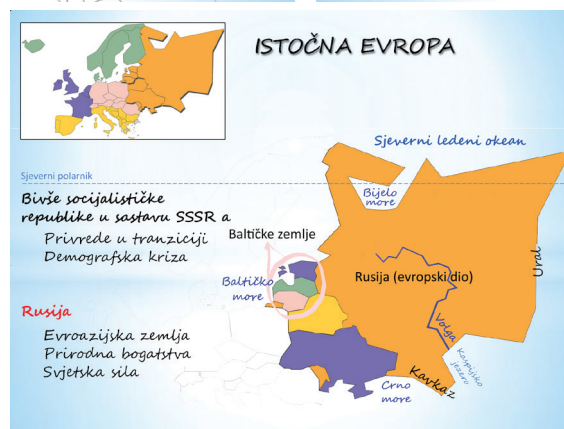 ISTOČNA EVROPA
Sjeverni ledeni okean
Sjeverni polarnik
Bijelo
more
Bivše socijalističke
republike u sastavu SSSR a
Privrede u tranziciji
Demografska kriza
Baltičke zemlje
Baltičko
more
Rusija (evropski dio)
Ural
Volga
Kaspijsko
jezero
Kavkaz
Crno
more
Rusija
Evroazijska zemlja
Prirodna bogatstva
Svjetska sila